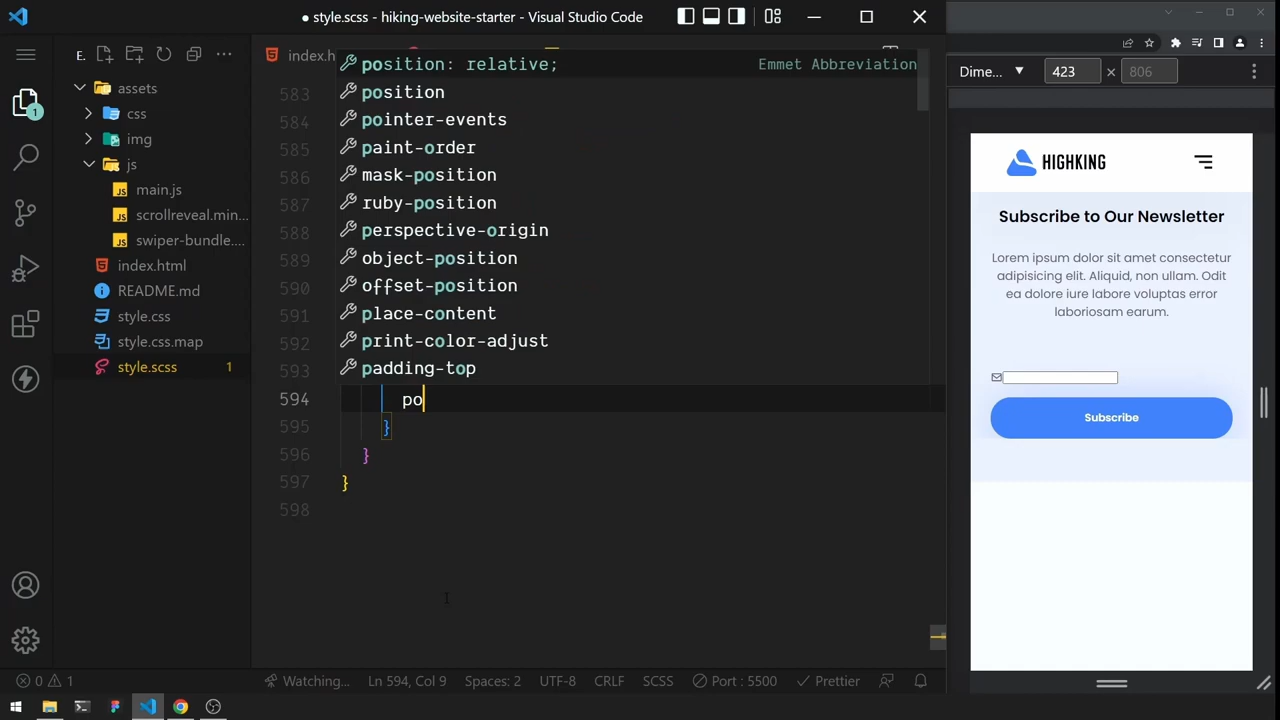 ● style.scss - hiking-website-starter - Visual Studio Code
E.
assets
css
img
js
main.js
scrollreveal.min...
swiper-bundle....
index.html
README.md
style.css
style.css.map
style.scss 1
1
index.h
position: relative; Emmet Abbreviation
position
pointer-events
paint-order
mask-position
ruby-position
perspective-origin
object-position
offset-position
place-content
print-color-adjust
padding-top
583
584
585
586
587
588
589
590
591
592
593
594 po
595 }
596 }
597 }
598
0 1 Watching... Ln 594, Col 9 Spaces: 2 UTF-8 CRLF SCSS Port : 5500 Prettier
Dime... 423 × 806
HIGHKING
Subscribe to Our Newsletter
Lorem ipsum dolor sit amet consectetur
adipisicing elit. Aliquid, non ullam. Odit
ea dolore iure labore voluptas error
laboriosam earum.
Subscribe